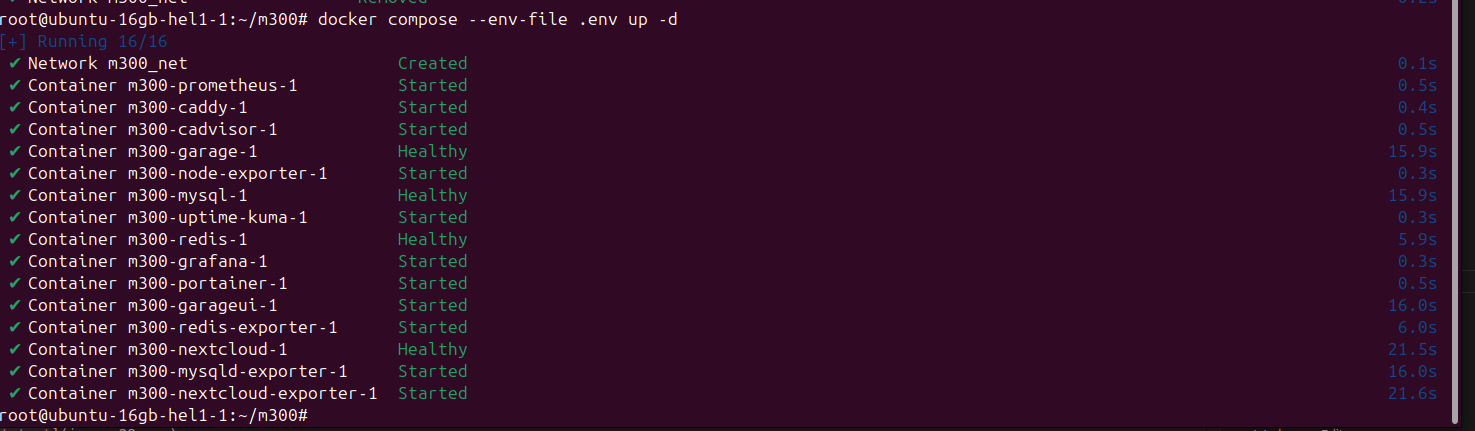 root@ubuntu-16gb-hel1-1:~/m300# docker compose --env-file .env up -d
[+] Running 16/16
✔ Network m300_net Created 0.1s
✔ Container m300-prometheus-1 Started 0.5s
✔ Container m300-caddy-1 Started 0.4s
✔ Container m300-cadvisor-1 Started 0.5s
✔ Container m300-garage-1 Healthy 15.9s
✔ Container m300-node-exporter-1 Started 0.3s
✔ Container m300-mysql-1 Healthy 15.9s
✔ Container m300-uptime-kuma-1 Started 0.3s
✔ Container m300-redis-1 Healthy 5.9s
✔ Container m300-grafana-1 Started 0.3s
✔ Container m300-portainer-1 Started 0.5s
✔ Container m300-garageui-1 Started 16.0s
✔ Container m300-redis-exporter-1 Started 6.0s
✔ Container m300-nextcloud-1 Healthy 21.5s
✔ Container m300-mysqld-exporter-1 Started 16.0s
✔ Container m300-nextcloud-exporter-1 Started 21.6s
root@ubuntu-16gb-hel1-1:~/m300#